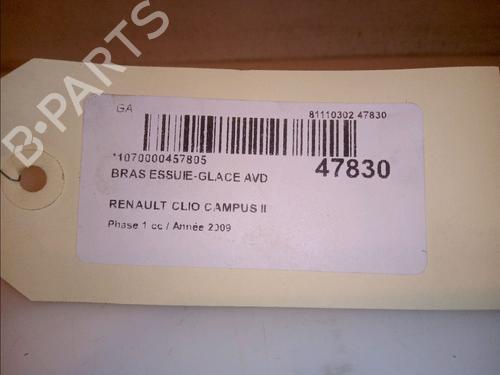 B-PARTS
GA
81110302 47830
*1070000457805
47830
BRAS ESSUIE-GLACE AVD
RENAULT CLIO CAMPUS II
Phase 1 cc / Année 2009